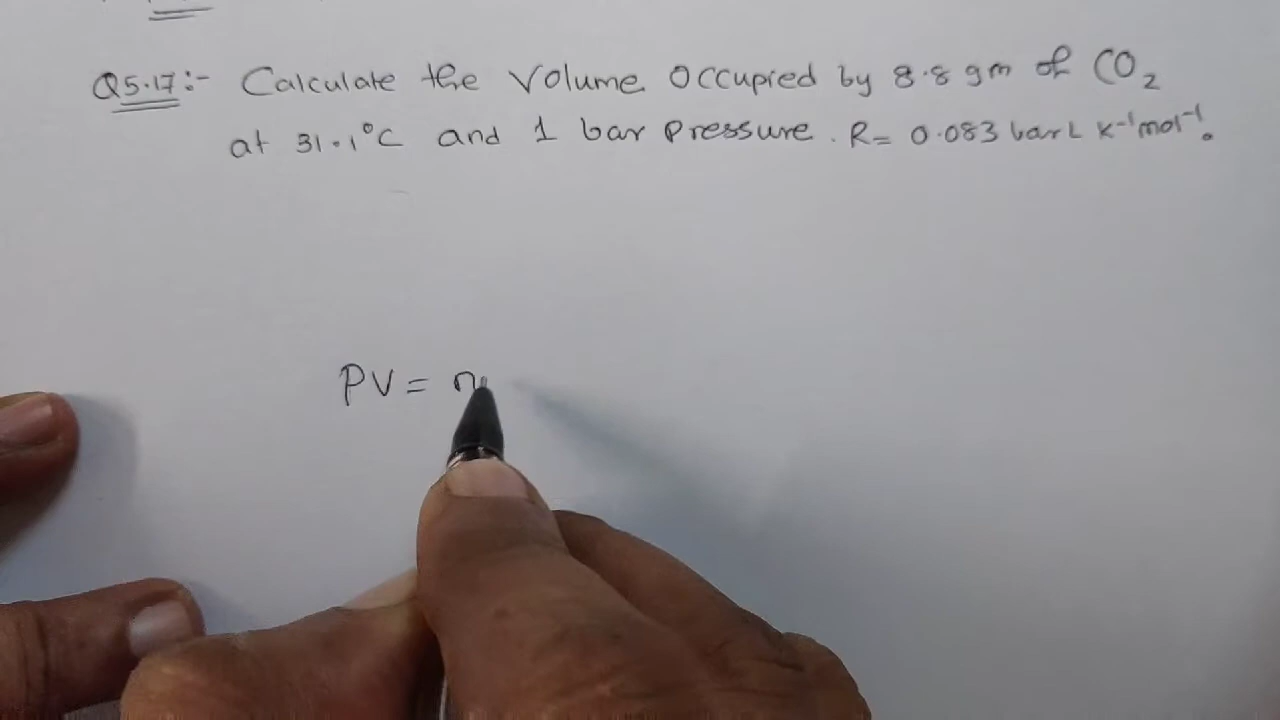 Q5.17:- Calculate the Volume Occupied by 8.8 gm of CO₂
at 31.1°C and 1 bar pressure. R= 0.083 bar L K⁻¹ mol⁻¹.
PV = n